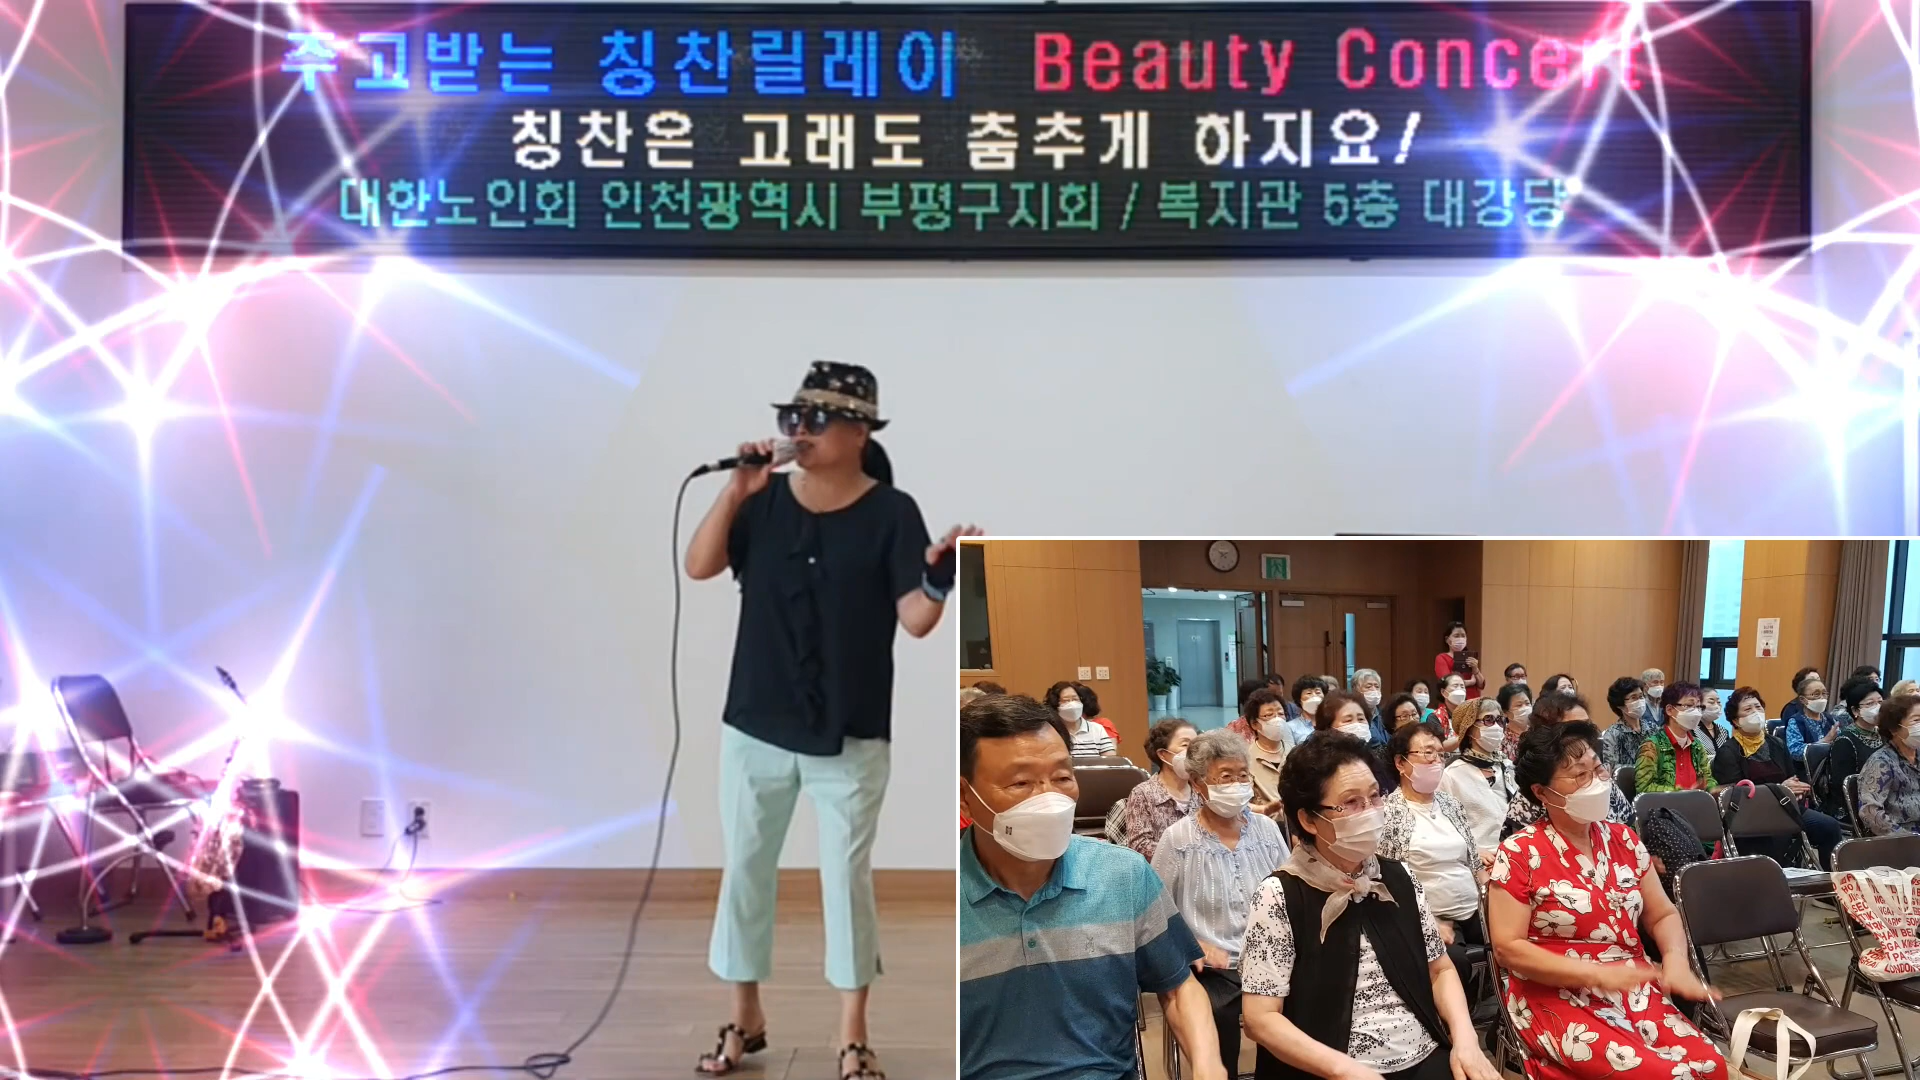 주고받는 칭찬릴레이 Beauty Concert
칭찬은 고래도 춤추게 하지요!
대한노인회 인천광역시 부평구지회 / 복지관 5층 대강당